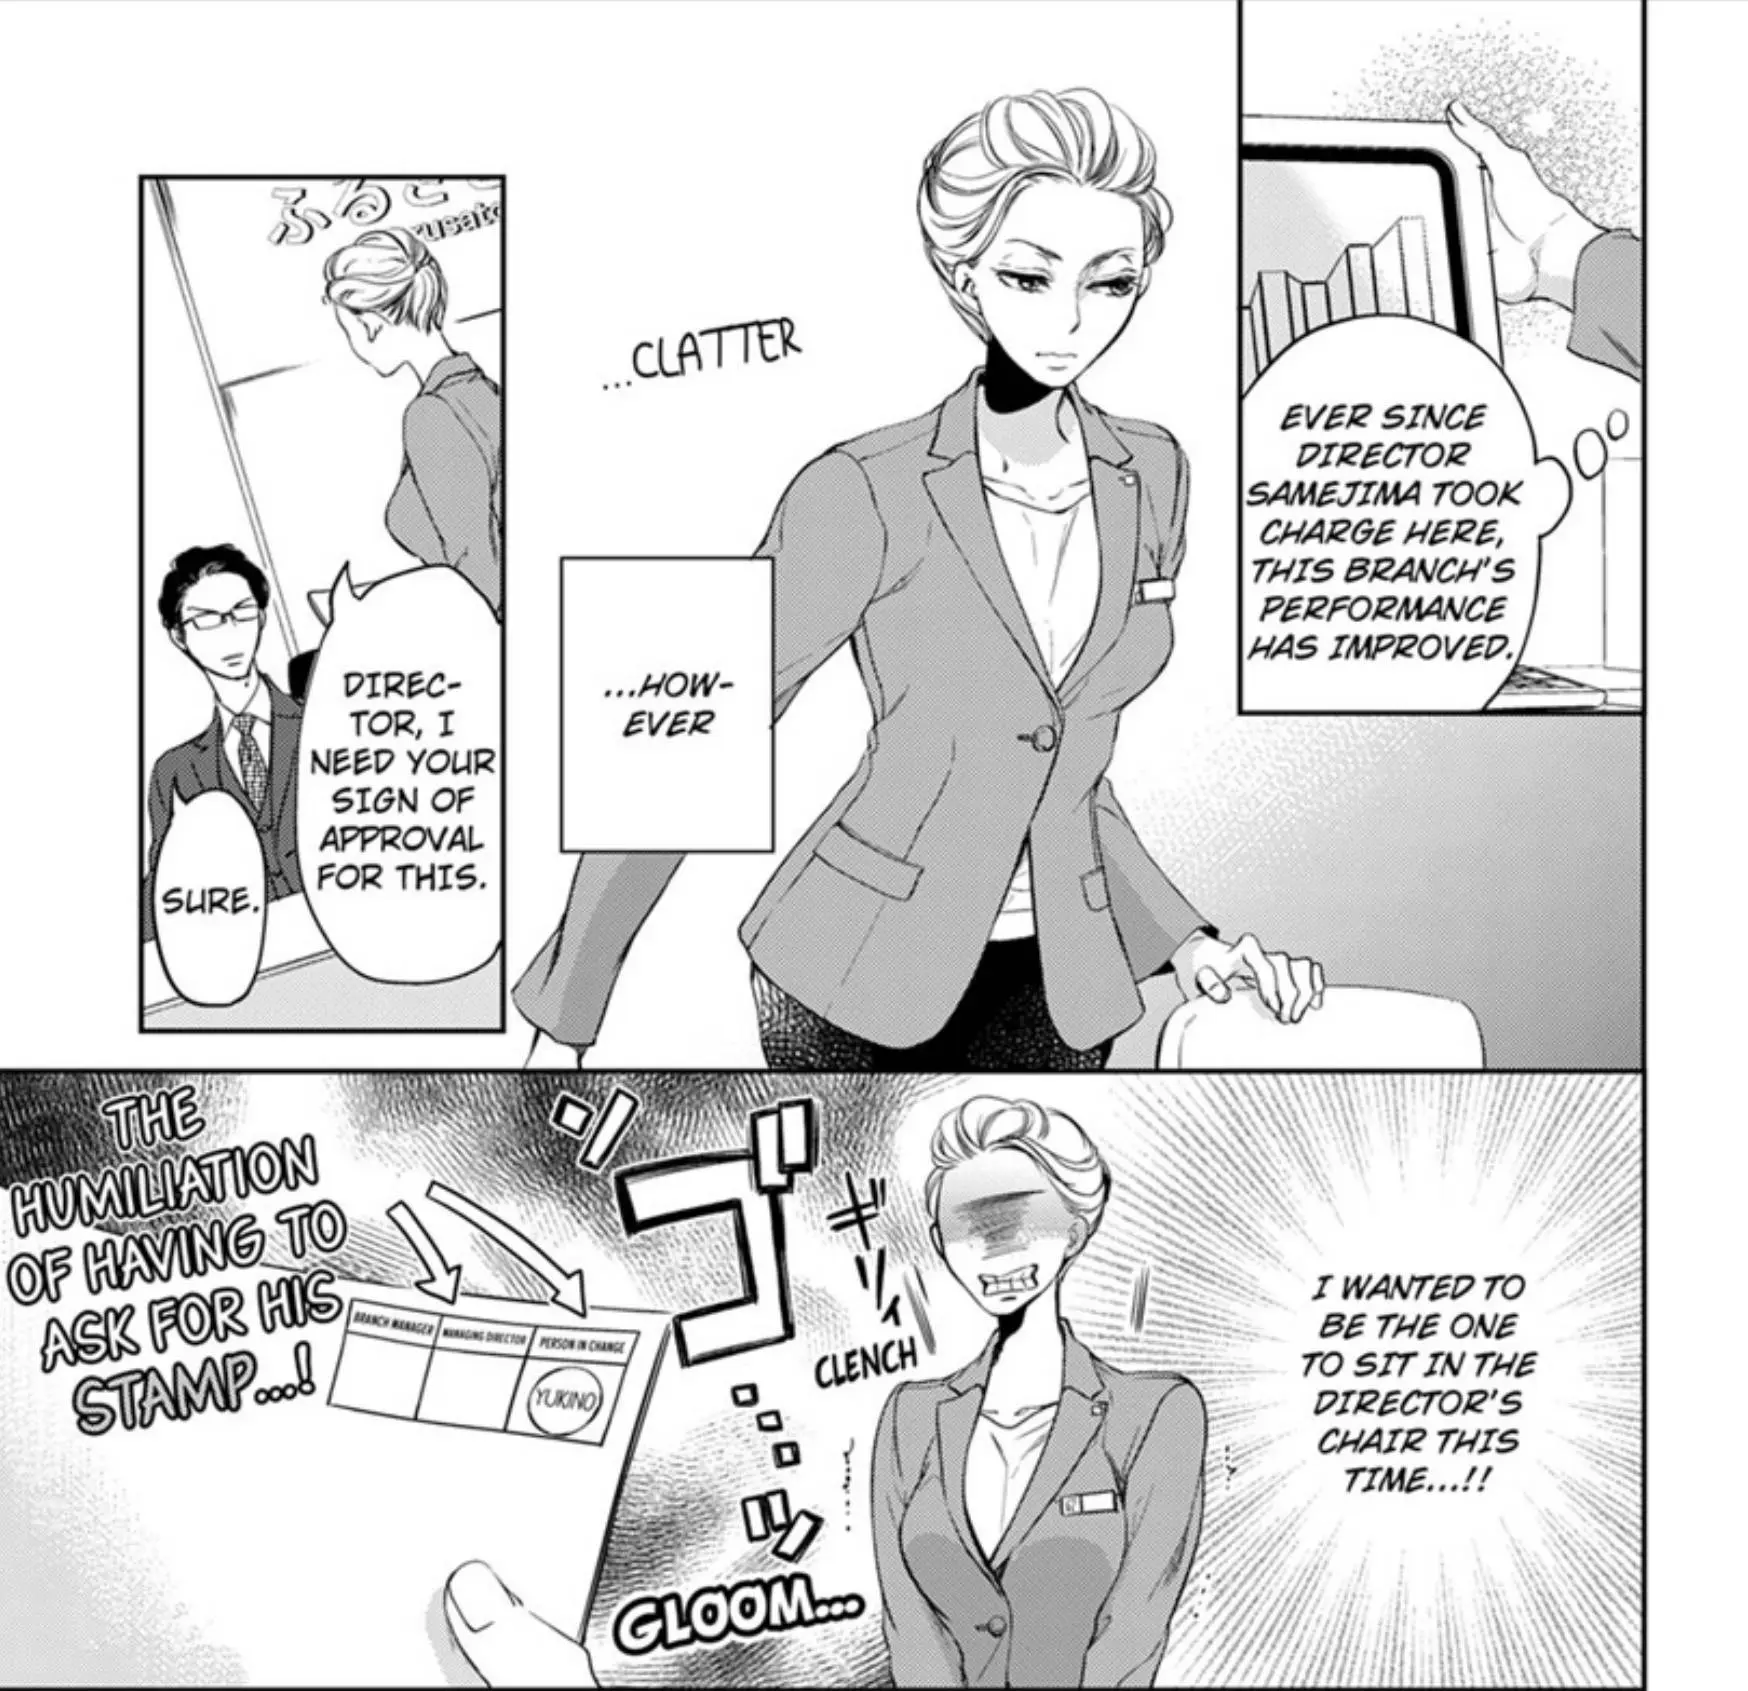 EVER SINCE
DIRECTOR
SAMEJIMA TOOK
CHARGE HERE,
THIS BRANCH'S
PERFORMANCE
HAS IMPROVED.
...CLATTER
...HOW-
EVER
ふるさと
rusato
DIREC-
TOR, I
NEED YOUR
SIGN OF
APPROVAL
FOR THIS.
SURE.
I WANTED TO
BE THE ONE
TO SIT IN THE
DIRECTOR'S
CHAIR THIS
TIME...!!
ギリィ
CLENCH
ゴ
ゴ
GLOOM...
THE
HUMILIATION
OF HAVING TO
ASK FOR HIS
STAMP...!
BRANCH MANAGER
MANAGING DIRECTOR
PERSON IN CHANGE
YUKINO